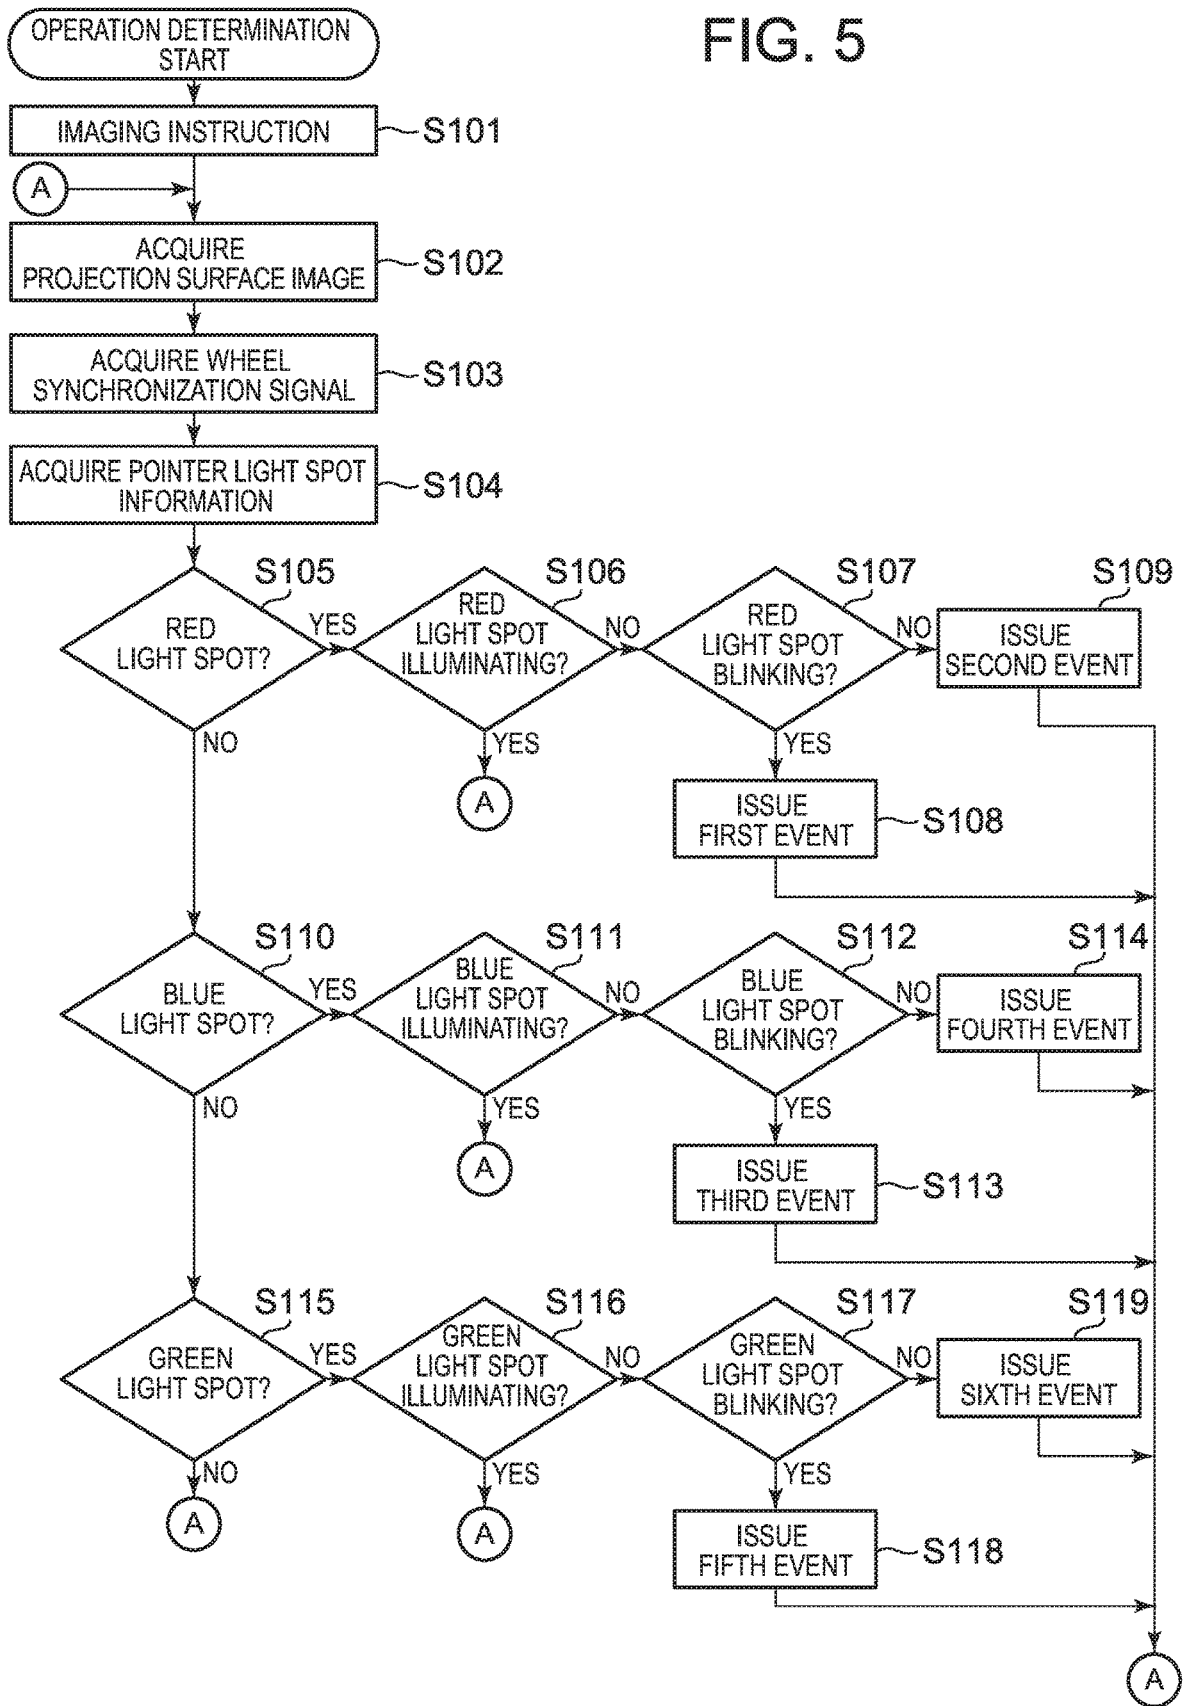 FIG. 5
OPERATION DETERMINATION
START
IMAGING INSTRUCTION
S101
A
ACQUIRE
PROJECTION SURFACE IMAGE
S102
ACQUIRE WHEEL
SYNCHRONIZATION SIGNAL
S103
ACQUIRE POINTER LIGHT SPOT
INFORMATION
S104
S105
RED
LIGHT SPOT?
YES
NO
S106
RED
LIGHT SPOT
ILLUMINATING?
NO
YES
A
S107
RED
LIGHT SPOT
BLINKING?
NO
YES
S109
ISSUE
SECOND EVENT
ISSUE
FIRST EVENT
S108
S110
BLUE
LIGHT SPOT?
YES
NO
S111
BLUE
LIGHT SPOT
ILLUMINATING?
NO
YES
A
S112
BLUE
LIGHT SPOT
BLINKING?
NO
YES
S114
ISSUE
FOURTH EVENT
ISSUE
THIRD EVENT
S113
S115
GREEN
LIGHT SPOT?
YES
NO
A
S116
GREEN
LIGHT SPOT
ILLUMINATING?
NO
YES
A
S117
GREEN
LIGHT SPOT
BLINKING?
NO
YES
S119
ISSUE
SIXTH EVENT
ISSUE
FIFTH EVENT
S118
A